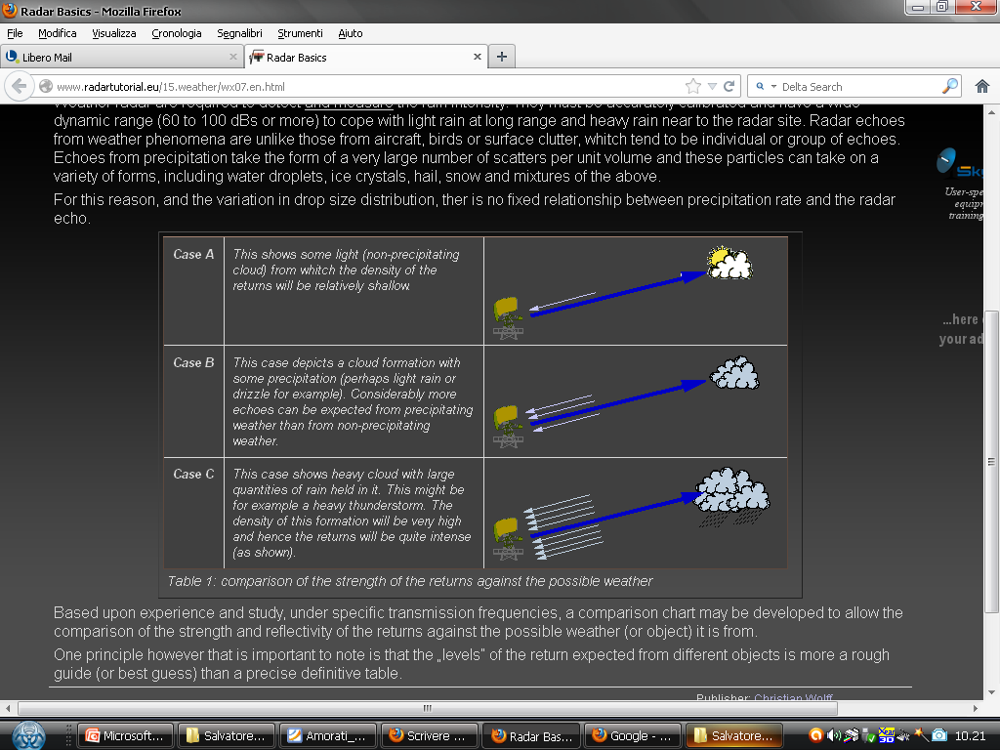 Radar Basics - Mozilla Firefox
File Modifica Visualizza Cronologia Segnalibri Strumenti Aiuto
Libero Mail
Radar Basics
www.radartutorial.eu/15.weather/wx07.en.html
Delta Search
Weather radar are required to detect and measure the rain intensity. They must be accurately calibrated and have a wide
dynamic range (60 to 100 dBs or more) to cope with light rain at long range and heavy rain near to the radar site. Radar echoes
from weather phenomena are unlike those from aircraft, birds or surface clutter, whitch tend to be individual or group of echoes.
Echoes from precipitation take the form of a very large number of scatters per unit volume and these particles can take on a
variety of forms, including water droplets, ice crystals, hail, snow and mixtures of the above.
For this reason, and the variation in drop size distribution, ther is no fixed relationship between precipitation rate and the radar
echo.
Case A
This shows some light (non-precipitating
cloud) from whitch the density of the
returns will be relatively shallow.
Case B
This case depicts a cloud formation with
some precipitation (perhaps light rain or
drizzle for example). Considerably more
echoes can be expected from precipitating
weather than from non-precipitating
weather.
Case C
This case shows heavy cloud with large
quantities of rain held in it. This might be
for example a heavy thunderstorm. The
density of this formation will be very high
and hence the returns will be quite intense
(as shown).
Table 1: comparison of the strength of the returns against the possible weather
Based upon experience and study, under specific transmission frequencies, a comparison chart may be developed to allow the
comparison of the strength and reflectivity of the returns against the possible weather (or object) it is from.
One principle however that is important to note is that the „levels“ of the return expected from different objects is more a rough
guide (or best guess) than a precise definitive table.
Publisher: Christian Wolff
Sky
User-spe
equipm
training
...here
your ad
Microsoft...
Salvatore...
Amorati_...
Scrivere ...
Radar Bas...
Google - ...
Salvatore...
3D
10.21